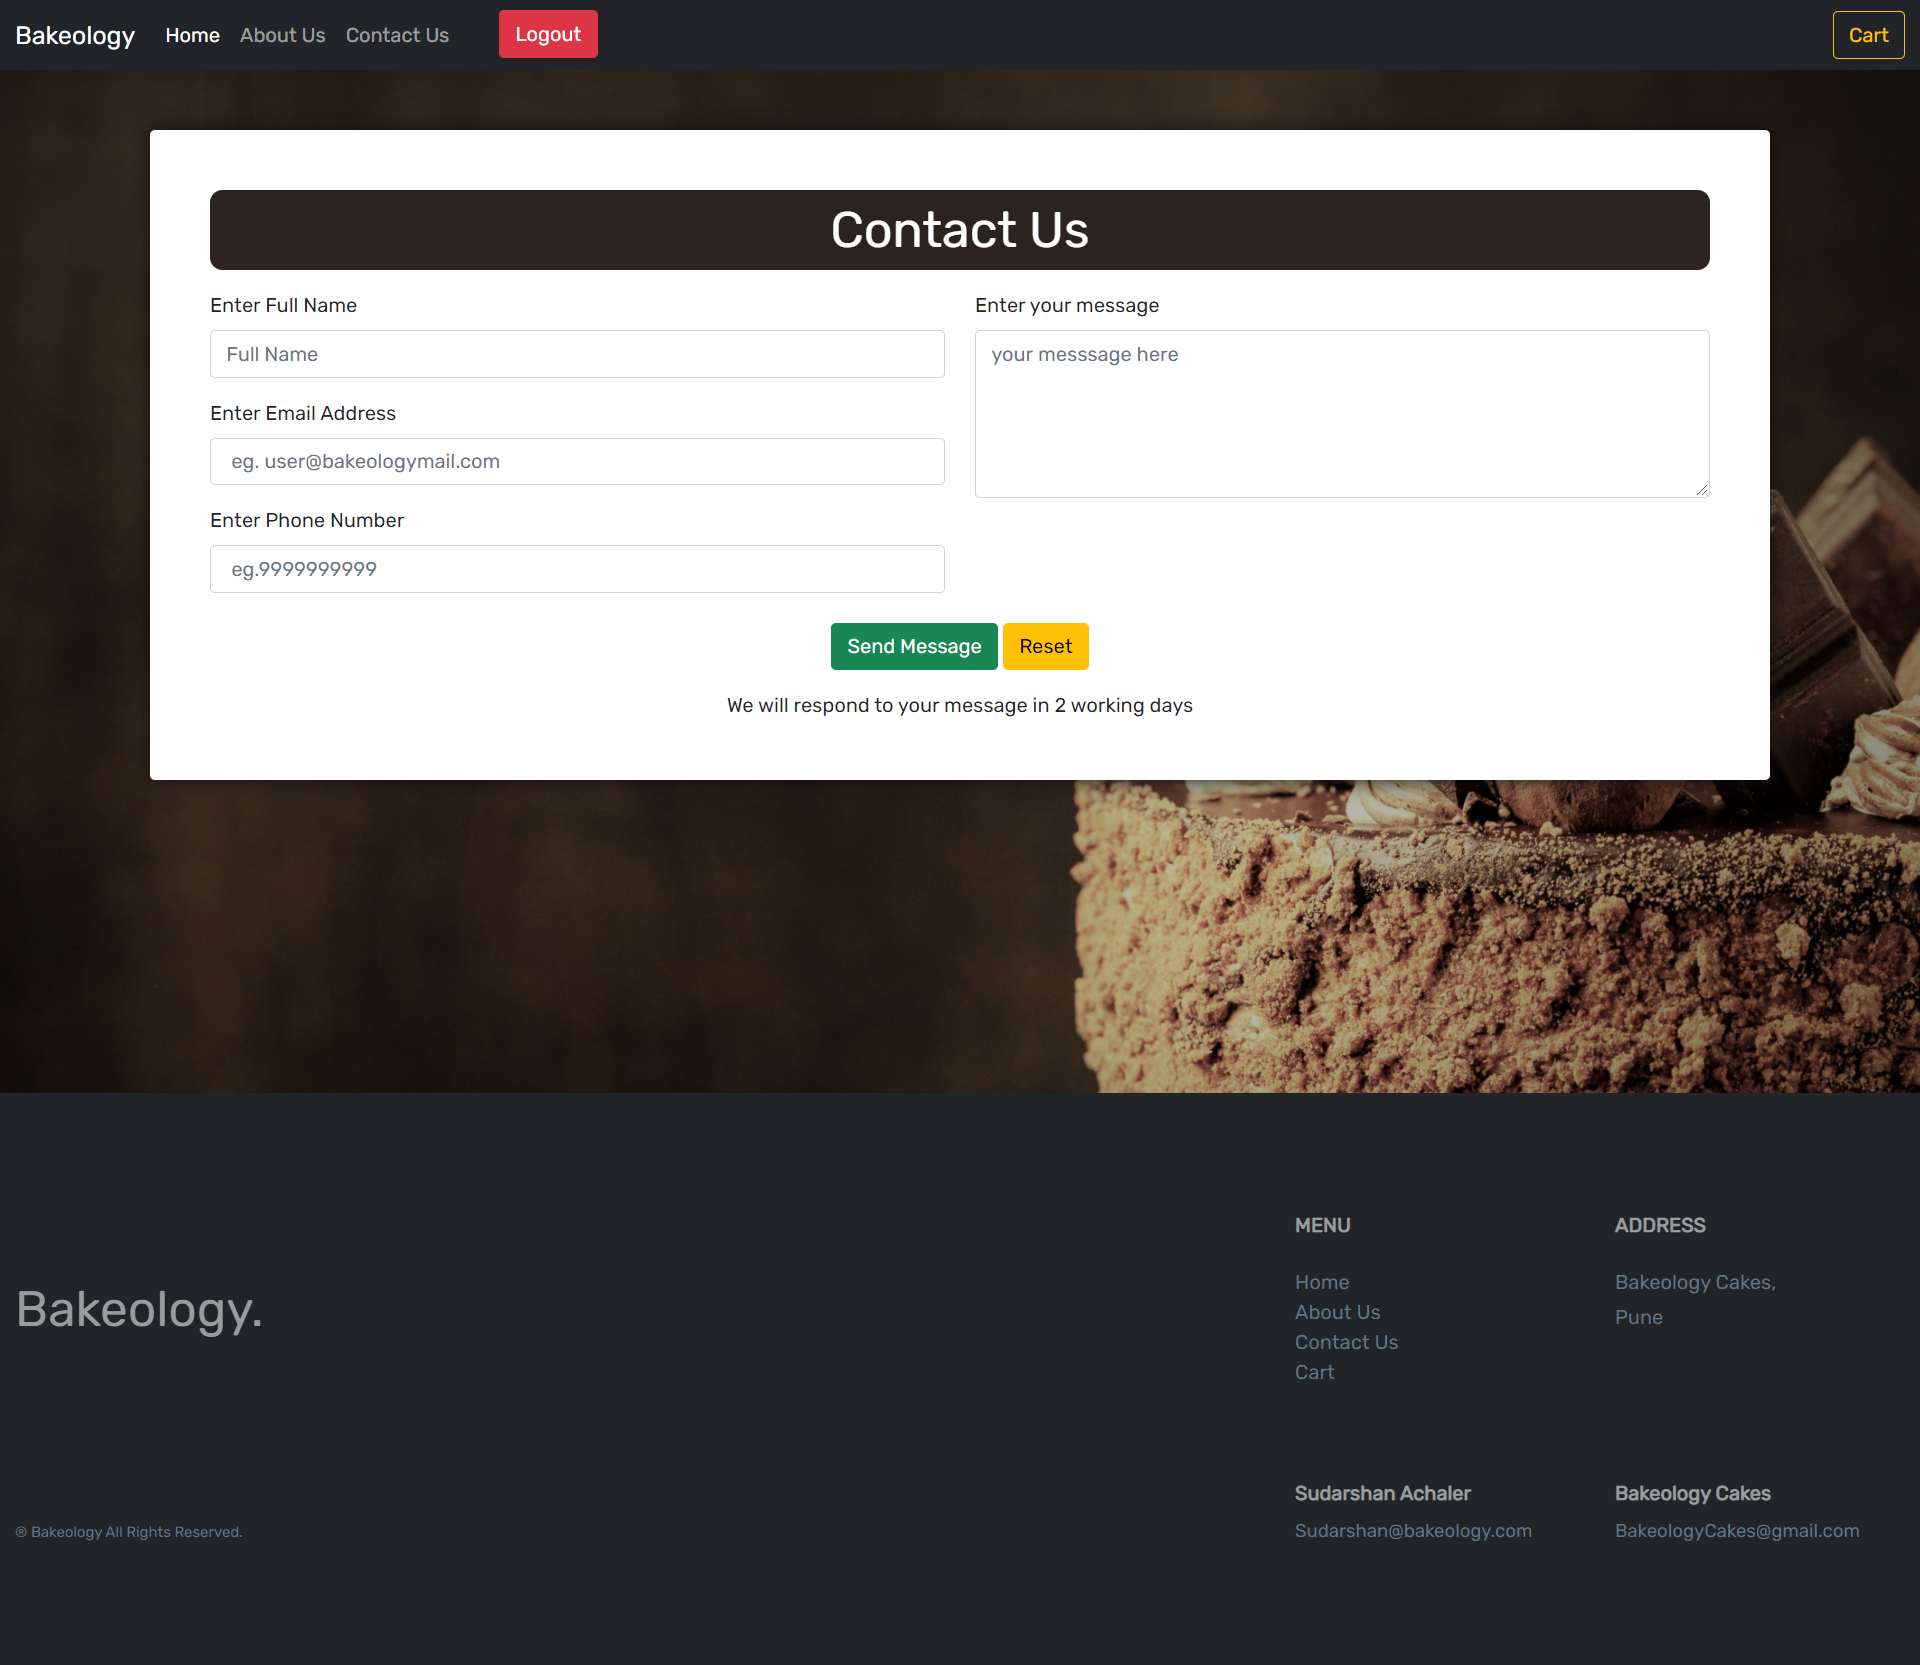 Bakeology Home About Us Contact Us Logout Cart
Contact Us
Enter Full Name
Full Name
Enter Email Address
eg. user@bakeologymail.com
Enter Phone Number
eg.9999999999
Enter your message
your messsage here
Send Message Reset
We will respond to your message in 2 working days
Bakeology.
MENU
Home
About Us
Contact Us
Cart
ADDRESS
Bakeology Cakes,
Pune
® Bakeology All Rights Reserved.
Sudarshan Achaler
Sudarshan@bakeology.com
Bakeology Cakes
BakeologyCakes@gmail.com